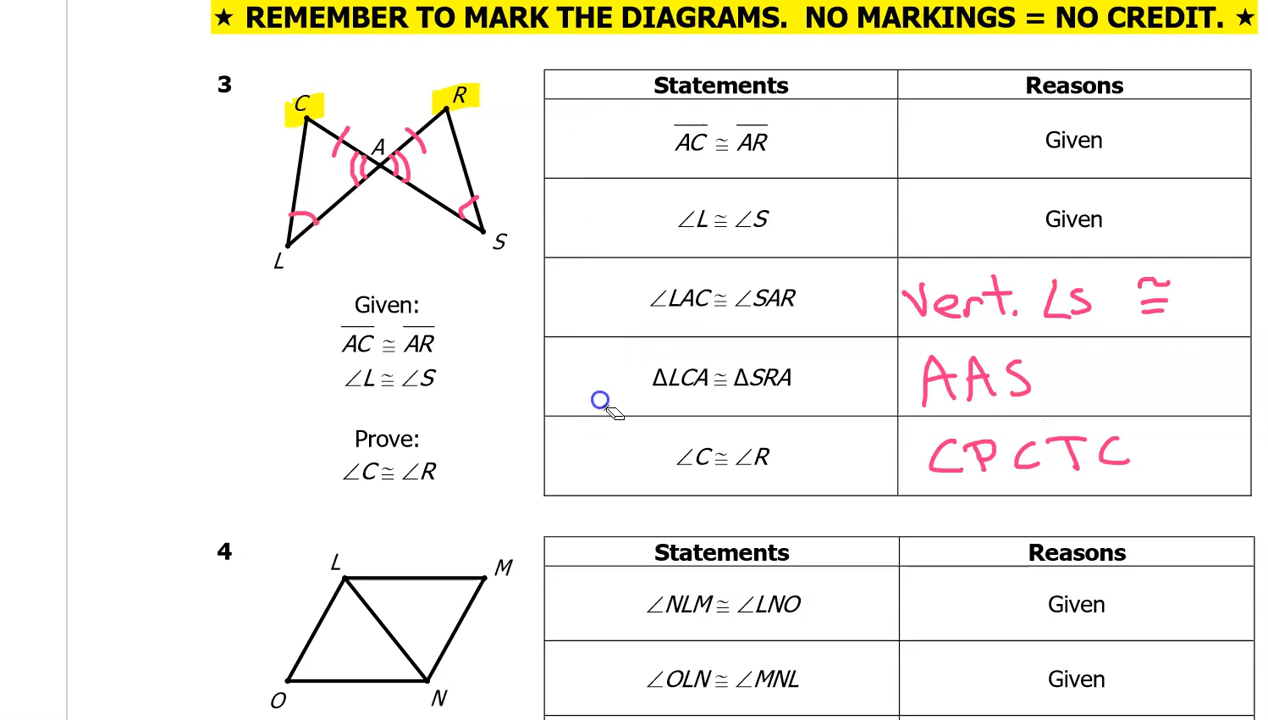 ★ REMEMBER TO MARK THE DIAGRAMS. NO MARKINGS = NO CREDIT. ★
3
C
R
A
L
S
Given:
AC ≅ AR
∠L ≅ ∠S
Prove:
∠C ≅ ∠R
Statements Reasons
AC ≅ AR Given
∠L ≅ ∠S Given
∠LAC ≅ ∠SAR Vert. ∠s ≅
ΔLCA ≅ ΔSRA AAS
∠C ≅ ∠R CPCTC
4
L
M
O
N
Statements Reasons
∠NLM ≅ ∠LNO Given
∠OLN ≅ ∠MNL Given